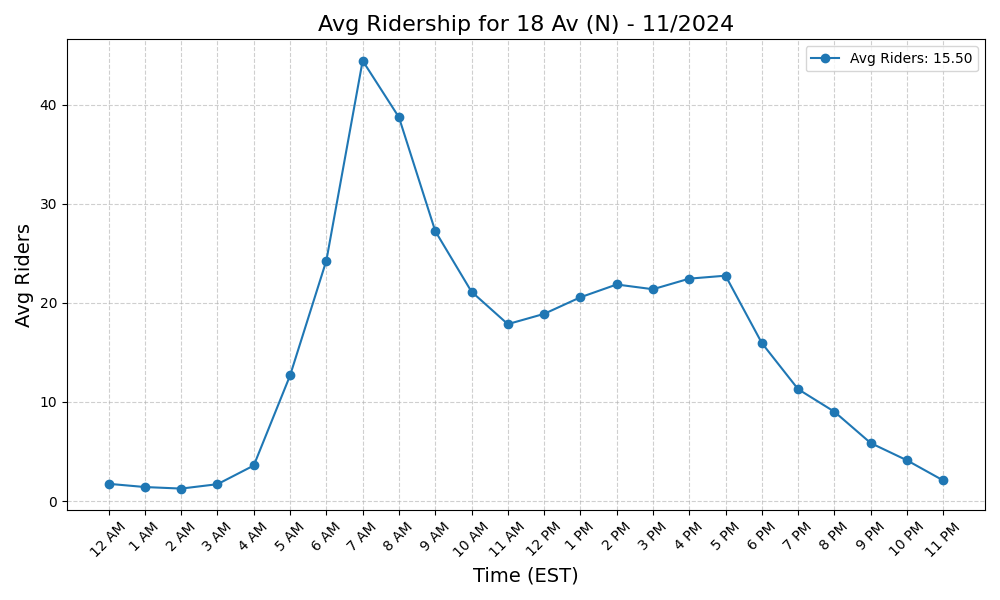 Avg Ridership for 18 Av (N) - 11/2024
Avg Riders: 15.50
Avg Riders
40
30
20
10
0
12 AM
1 AM
2 AM
3 AM
4 AM
5 AM
6 AM
7 AM
8 AM
9 AM
10 AM
11 AM
12 PM
1 PM
2 PM
3 PM
4 PM
5 PM
6 PM
7 PM
8 PM
9 PM
10 PM
11 PM
Time (EST)